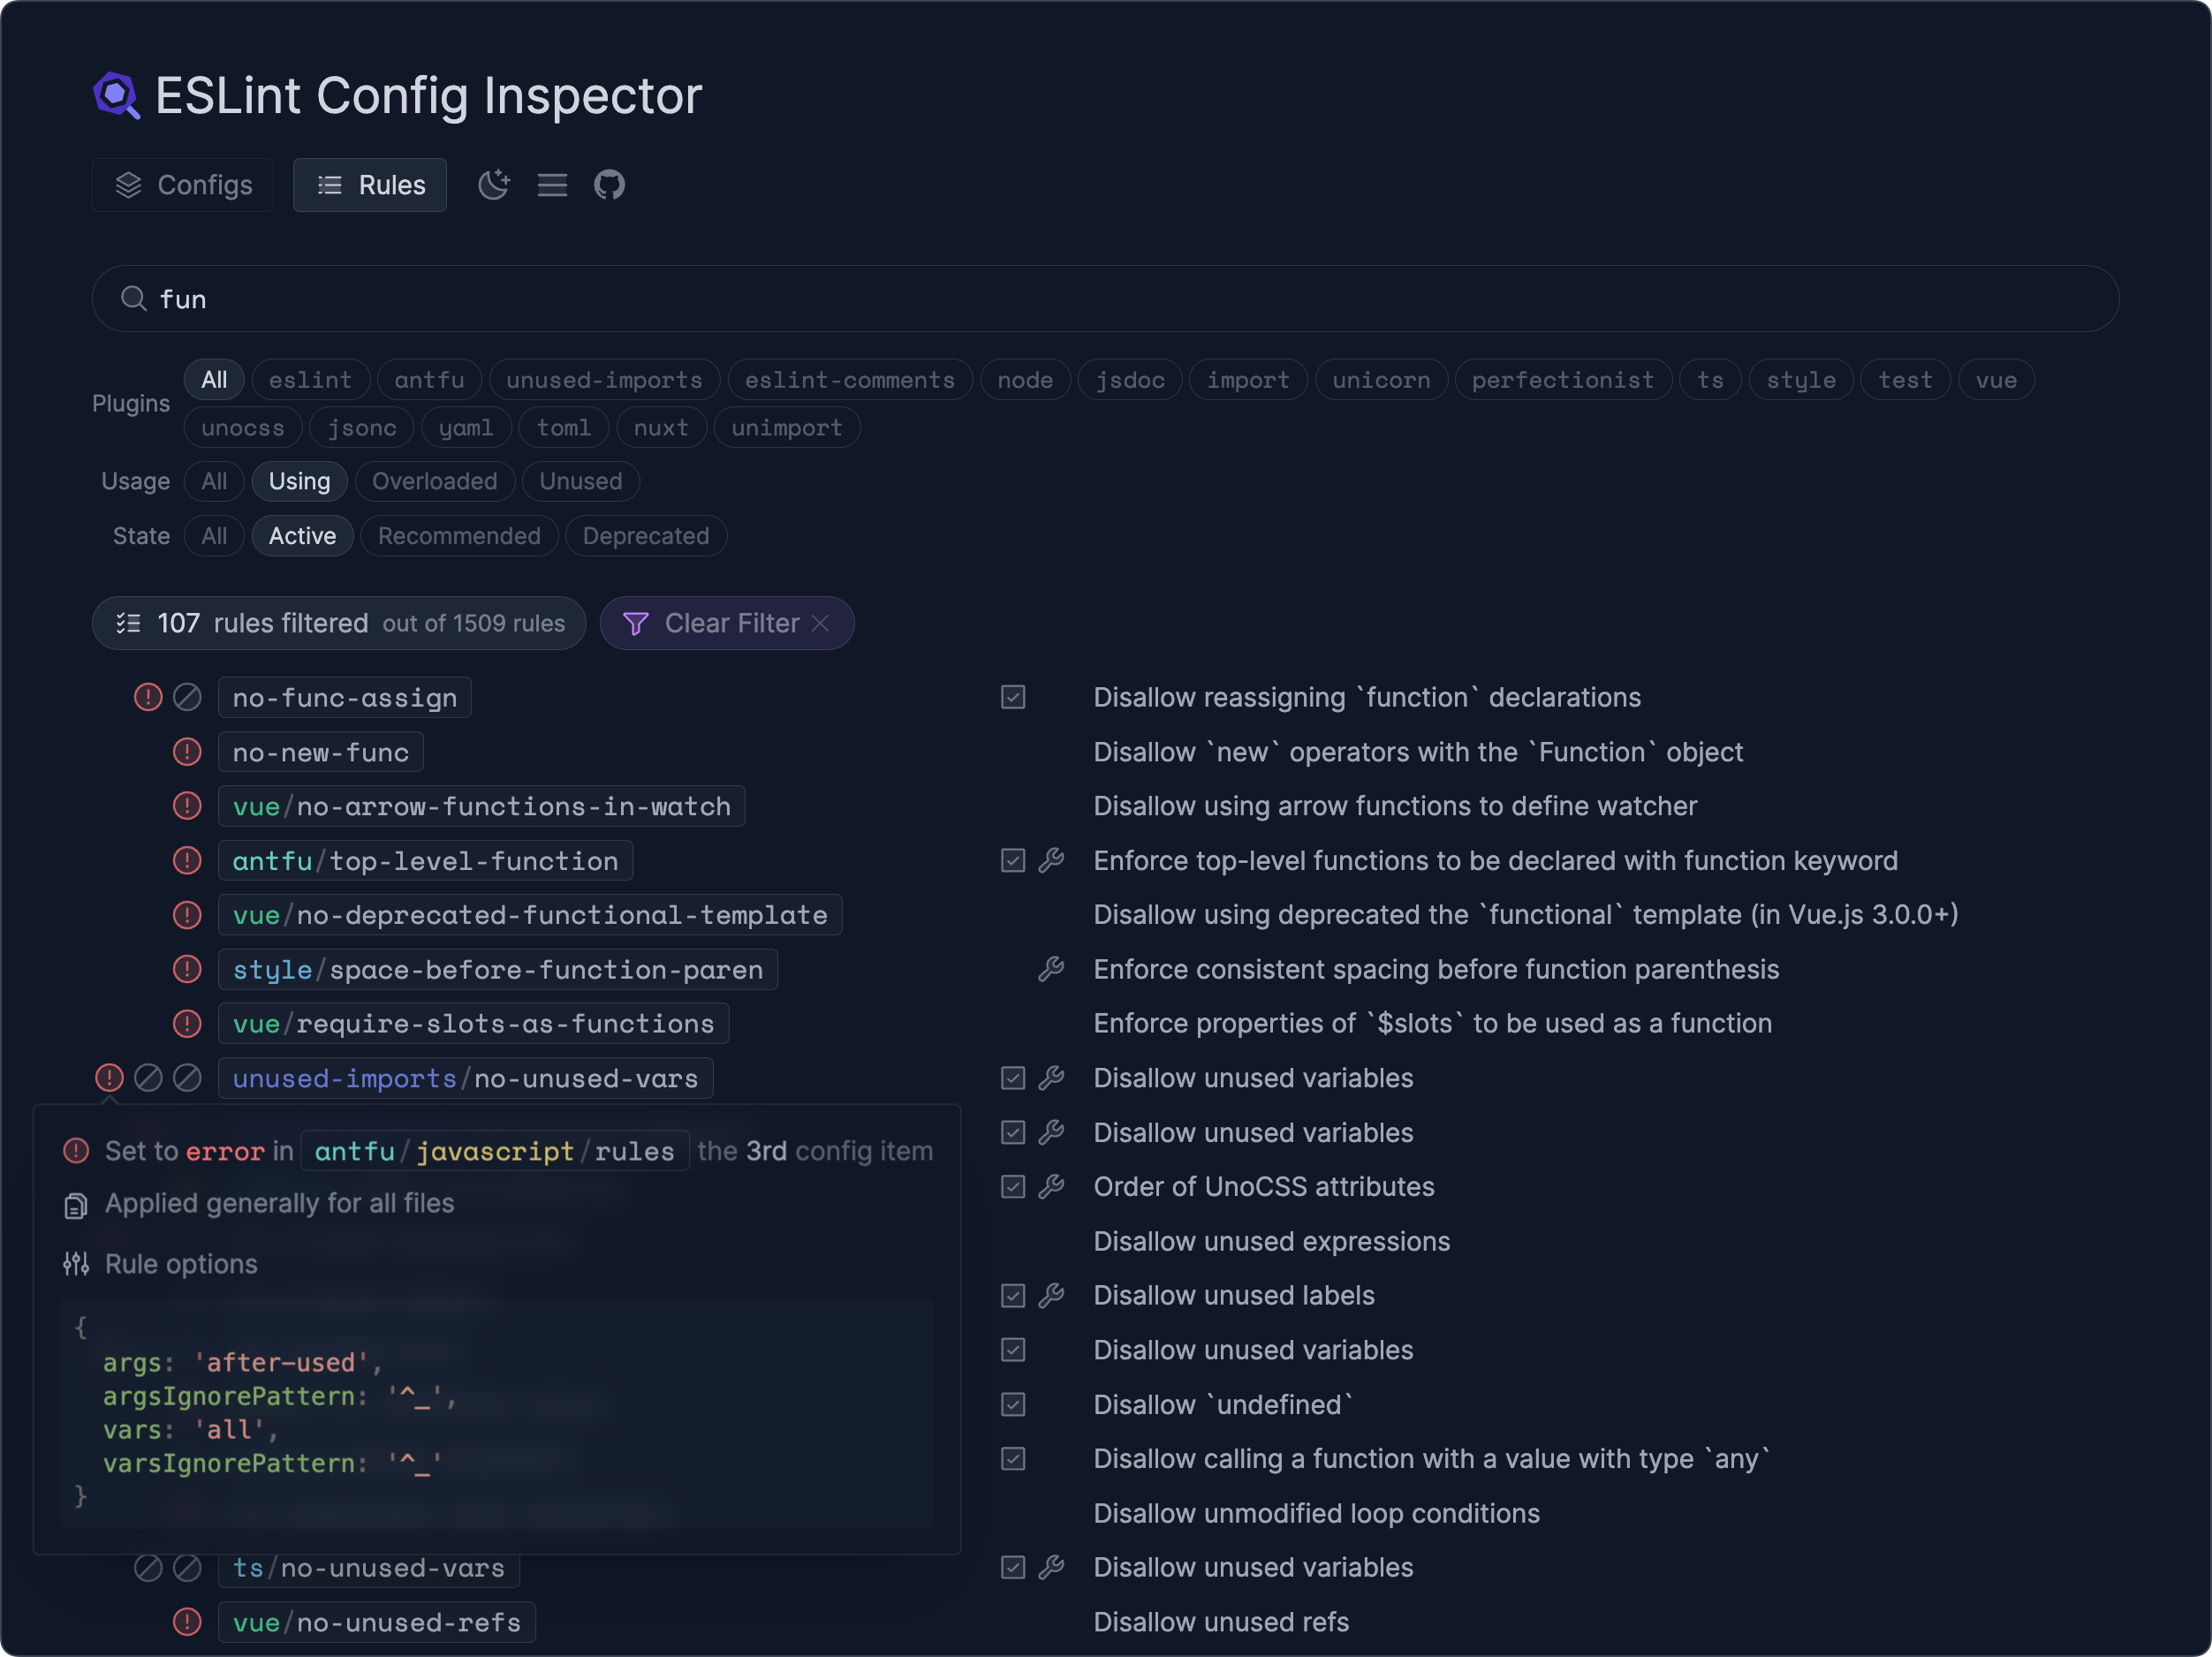 ESLint Config Inspector
Configs Rules
fun
Plugins All eslint antfu unused-imports eslint-comments node jsdoc import unicorn perfectionist ts style test vue
unocss jsonc yaml toml nuxt unimport
Usage All Using Overloaded Unused
State All Active Recommended Deprecated
107 rules filtered out of 1509 rules Clear Filter
no-func-assign Disallow reassigning `function` declarations
no-new-func Disallow `new` operators with the `Function` object
vue/no-arrow-functions-in-watch Disallow using arrow functions to define watcher
antfu/top-level-function Enforce top-level functions to be declared with function keyword
vue/no-deprecated-functional-template Disallow using deprecated the `functional` template (in Vue.js 3.0.0+)
style/space-before-function-paren Enforce consistent spacing before function parenthesis
vue/require-slots-as-functions Enforce properties of `$slots` to be used as a function
unused-imports/no-unused-vars Disallow unused variables
Disallow unused variables
Set to error in antfu/javascript/rules the 3rd config item
Order of UnoCSS attributes
Applied generally for all files
Disallow unused expressions
Rule options
Disallow unused labels
{
Disallow unused variables
args: 'after-used',
argsIgnorePattern: '^_',
Disallow `undefined`
vars: 'all',
varsIgnorePattern: '^_'
Disallow calling a function with a value with type `any`
}
Disallow unmodified loop conditions
ts/no-unused-vars Disallow unused variables
vue/no-unused-refs Disallow unused refs